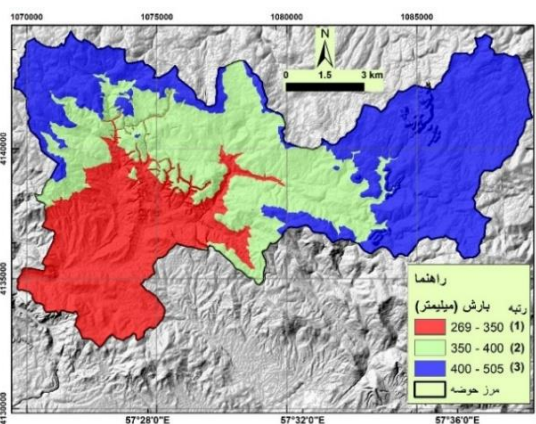 1070000 1075000 1080000 1085000
N
0 1.5 3 km
4140000
4135000
4130000
راهنما
رتبه بارش (میلیمتر)
269 - 350 (1)
350 - 400 (2)
400 - 505 (3)
مرز حوضه
57°28'0"E 57°32'0"E 57°36'0"E